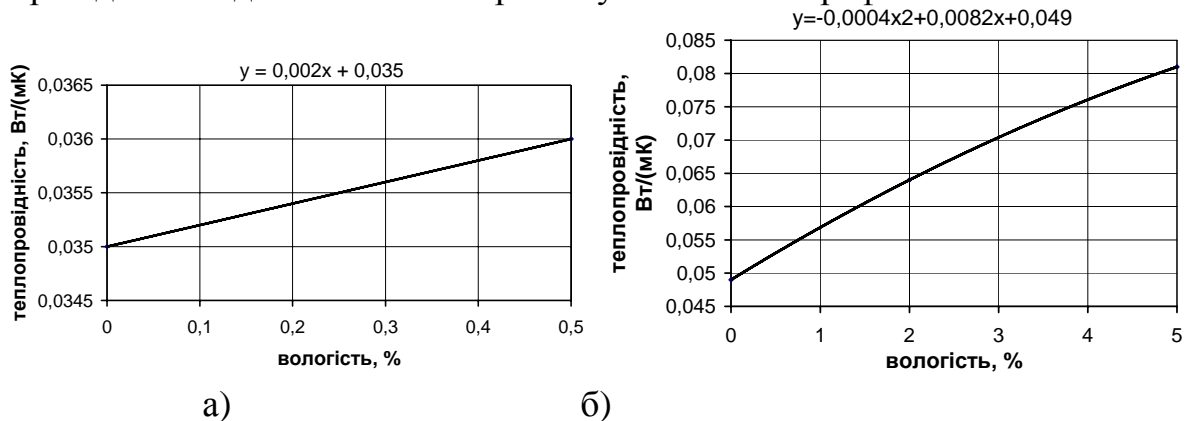 y=-0,0004x2+0,0082x+0,049
y = 0,002x + 0,035
теплопровідність, Вт/(мК)
0,0365
0,036
0,0355
0,035
0,0345
0 0,1 0,2 0,3 0,4 0,5
вологість, %
теплопровідність,
Вт/(мК)
0,085
0,08
0,075
0,07
0,065
0,06
0,055
0,05
0,045
0 1 2 3 4 5
вологість, %
а) б)